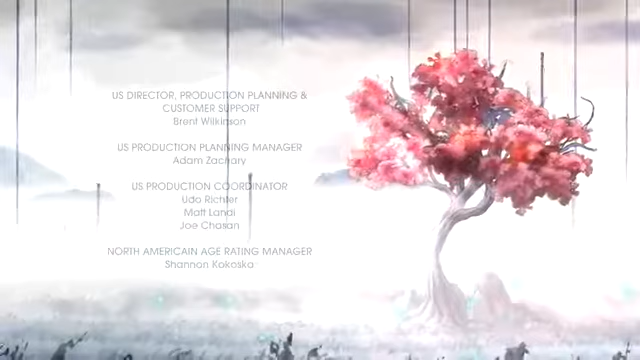 US DIRECTOR, PRODUCTION PLANNING &
CUSTOMER SUPPORT
Brent Wilkinson
US PRODUCTION PLANNING MANAGER
Adam Zachary
US PRODUCTION COORDINATOR
Udo Richter
Matt Landi
Joe Chasan
NORTH AMERICAIN AGE RATING MANAGER
Shannon Kokoska